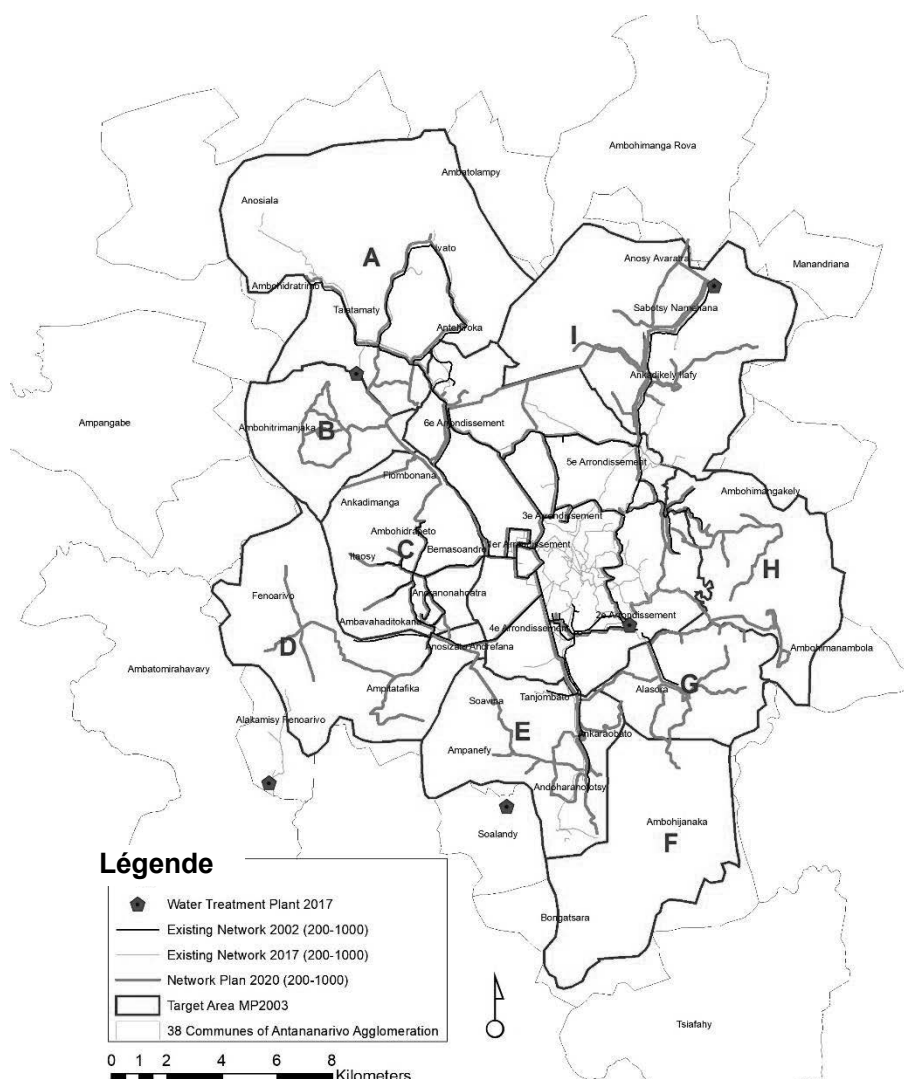 Ambohimanga Rova
Ambatolampy
Anosiala
Ivato
A
Anosy Avaratra
Manandriana
Ambohidratrimo
Talatamaty
Sabotsy Namehana
Antehiroka
I
Ankadikely Ilafy
Ampangabe
Ambohitrimanjaka
B
6e Arrondissement
5e Arrondissement
Fiombonana
Ambohimangakely
Ankadimanga
3e Arrondissement
Ambohidrapeto
1er Arrondissement
Itaosy
C
Bemasoandro
H
Fenoarivo
Andranonahoatra
2e Arrondissement
Ambavahaditokana
4e Arrondissement
D
Anosizato Andrefana
Ambohimanambola
Ambatomirahavavy
Ampitatafika
Soavina
Tanjombato
Alasora
G
Alakamisy Fenoarivo
E
Ankaraobato
Ampanefy
Andoharanofotsy
Soalandy
Ambohijanaka
F
Bongatsara
Tsiafahy
Légende
Water Treatment Plant 2017
Existing Network 2002 (200-1000)
Existing Network 2017 (200-1000)
Network Plan 2020 (200-1000)
Target Area MP2003
38 Communes of Antananarivo Agglomeration
0 1 2 4 6 8
Kilometers